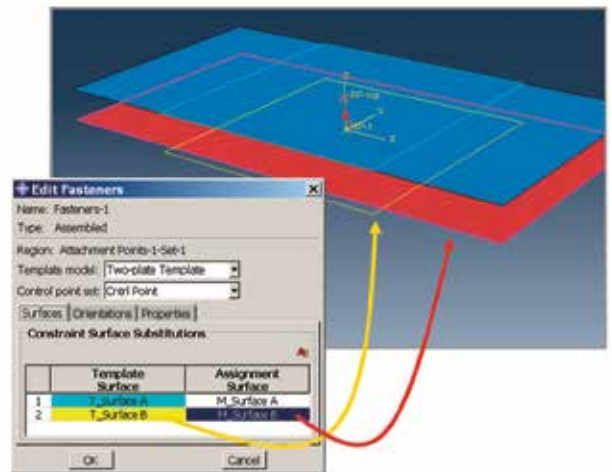 Edit Fasteners
Name: Fasteners-1
Type: Assembled
Region: Attachment Points-1-Set-1
Template model: Two-plate Template
Control point set: Cntrl Point
Surfaces Orientations Properties
Constraint Surface Substitutions
Template Surface Assignment Surface
1 T_Surface A M_Surface A
2 T_Surface B M_Surface B
OK Cancel